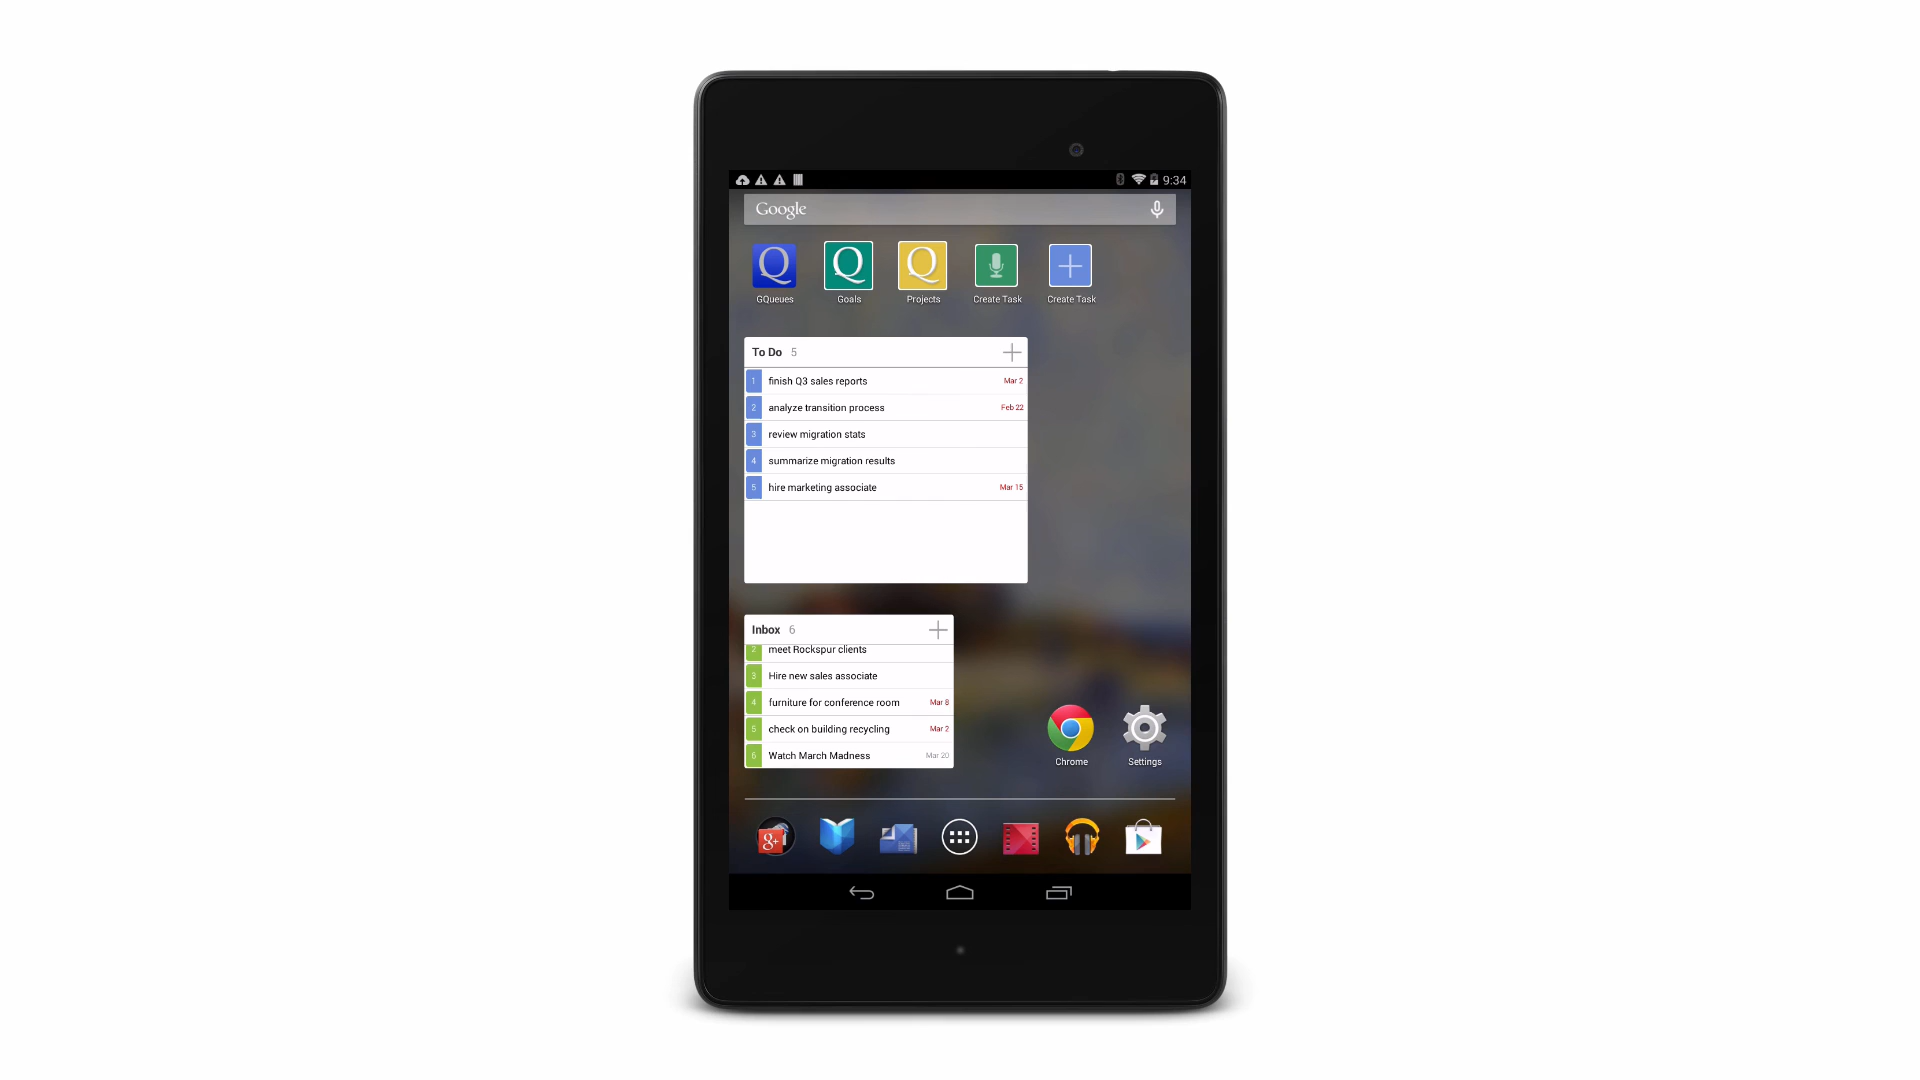 9:34
Google
Q Q Q
GQueues Goals Projects Create Task Create Task
To Do 5
1 finish Q3 sales reports Mar 2
2 analyze transition process Feb 22
3 review migration stats
4 summarize migration results
5 hire marketing associate Mar 15
Inbox 6
2 meet Rockspur clients
3 Hire new sales associate
4 furniture for conference room Mar 8
5 check on building recycling Mar 2
6 Watch March Madness Mar 20
Chrome Settings
g+